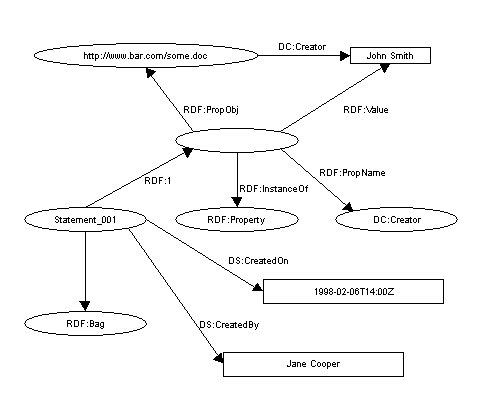 DC:Creator
http://www.bar.com/some.doc
John Smith
RDF:PropObj
RDF:Value
RDF:1
RDF:InstanceOf
RDF:PropName
Statement_001
RDF:Property
DC:Creator
DS:CreatedOn
1998-02-06T14:00Z
RDF:Bag
DS:CreatedBy
Jane Cooper